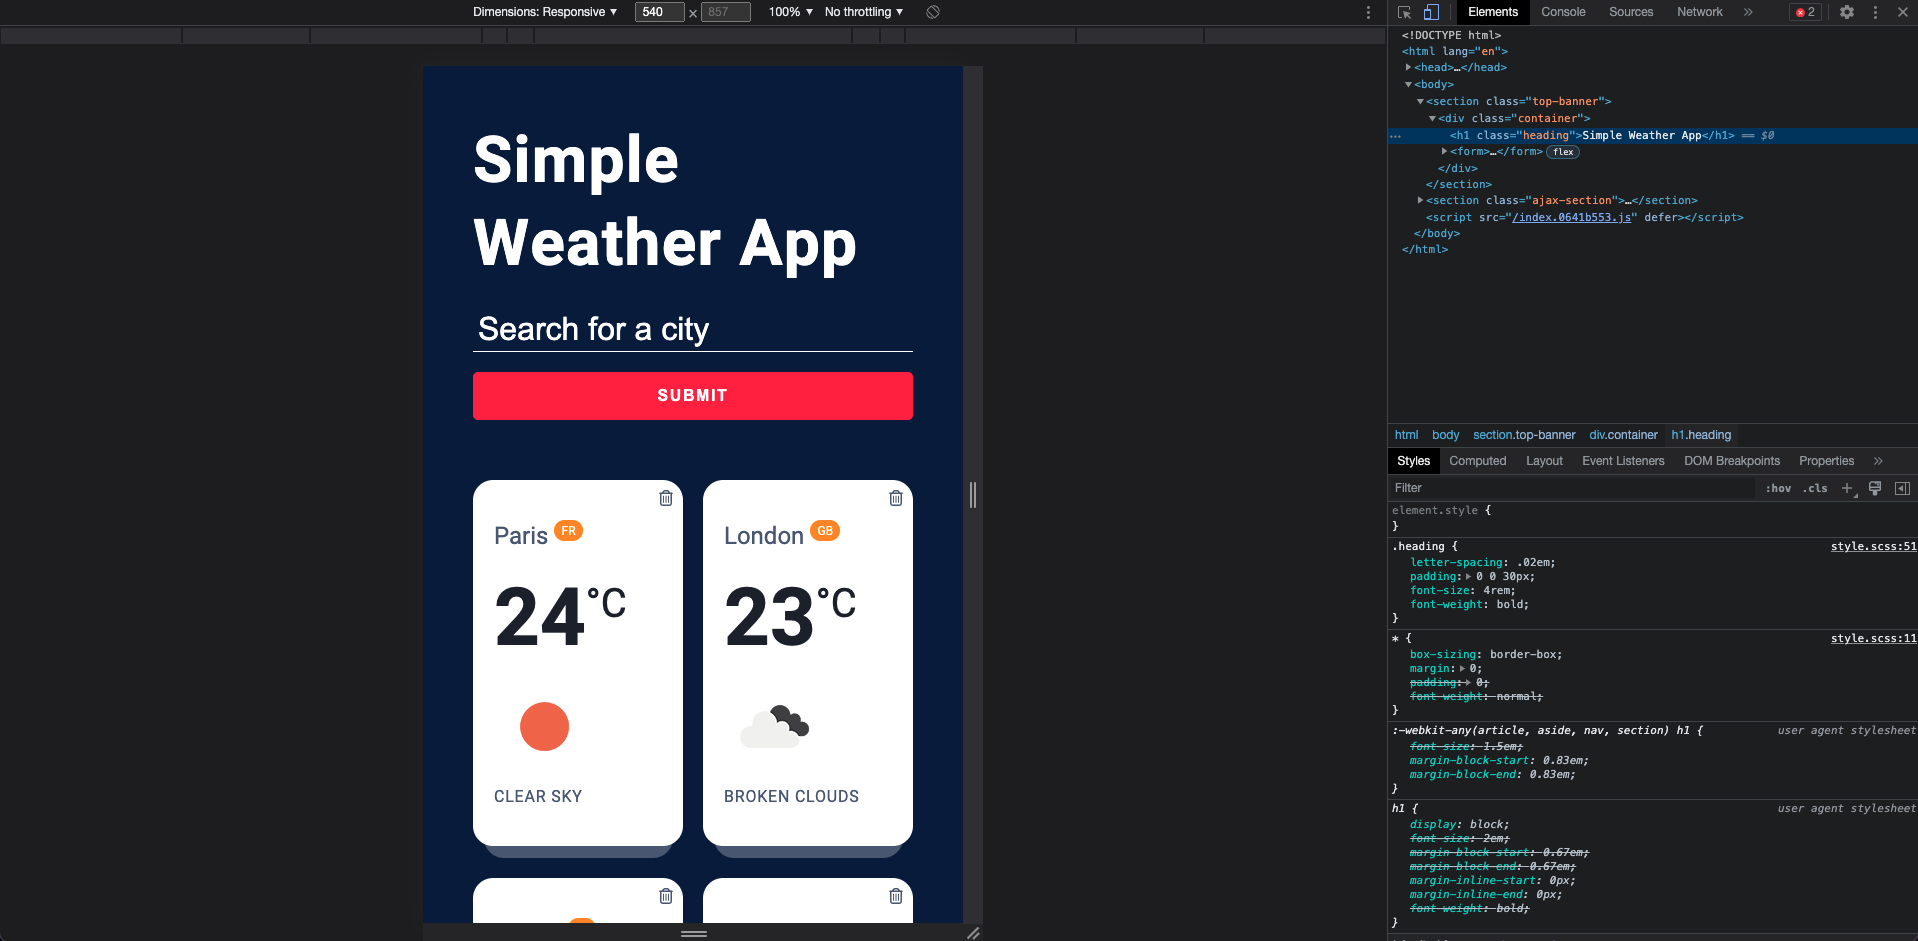 Dimensions: Responsive ▼ 540 × 857 100% ▼ No throttling ▼
Elements Console Sources Network » 2
Simple
Weather App
Search for a city
SUBMIT
Paris FR
24°C
CLEAR SKY
London GB
23°C
BROKEN CLOUDS
<!DOCTYPE html>
<html lang="en">
<head>…</head>
<body>
<section class="top-banner">
<div class="container">
<h1 class="heading">Simple Weather App</h1> == $0
<form>…</form> flex
</div>
</section>
<section class="ajax-section">…</section>
<script src="/index.0641b553.js" defer></script>
</body>
</html>
html body section.top-banner div.container h1.heading
Styles Computed Layout Event Listeners DOM Breakpoints Properties »
Filter :hov .cls +
element.style {
}
.heading { style.scss:51
letter-spacing: .02em;
padding: 0 0 30px;
font-size: 4rem;
font-weight: bold;
}
* { style.scss:11
box-sizing: border-box;
margin: 0;
padding: 0;
font-weight: normal;
}
:-webkit-any(article, aside, nav, section) h1 { user agent stylesheet
font-size: 1.5em;
margin-block-start: 0.83em;
margin-block-end: 0.83em;
}
h1 { user agent stylesheet
display: block;
font-size: 2em;
margin-block-start: 0.67em;
margin-block-end: 0.67em;
margin-inline-start: 0px;
margin-inline-end: 0px;
font-weight: bold;
}